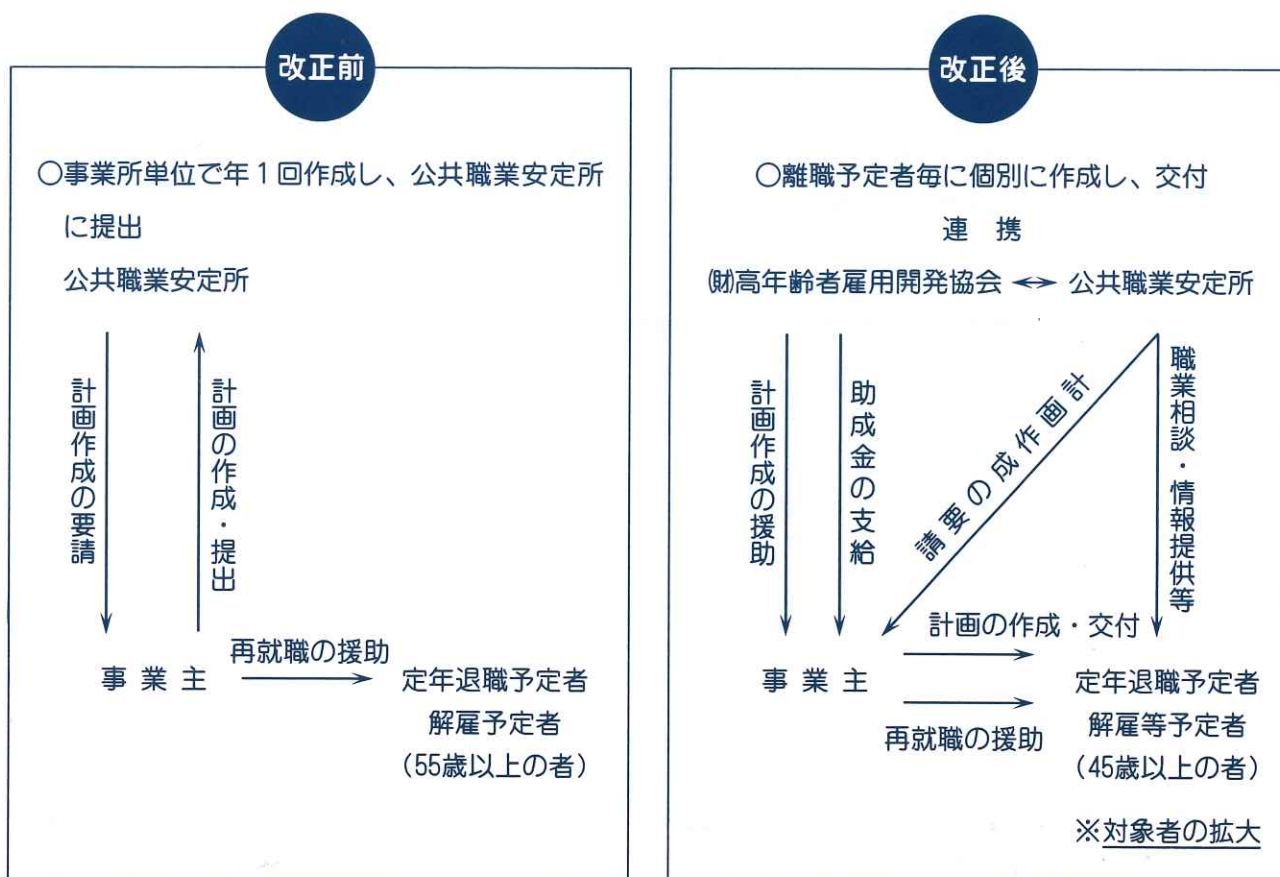 改正前
○事業所単位で年1回作成し、公共職業安定所
に提出
公共職業安定所
計画作成の要請
計画の作成・提出
事業主
再就職の援助
定年退職予定者
解雇予定者
(55歳以上の者)
改正後
○離職予定者毎に個別に作成し、交付
連携
㈶高年齢者雇用開発協会 ↔ 公共職業安定所
計画作成の援助
助成金の支給
計画作成の要請
職業相談・情報提供等
計画の作成・交付
事業主
再就職の援助
定年退職予定者
解雇等予定者
(45歳以上の者)
※対象者の拡大